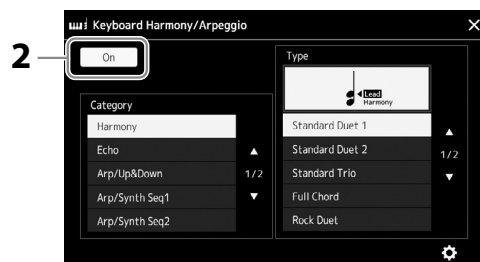 Keyboard Harmony/Arpeggio
2
On
Category
Harmony
Echo
Arp/Up&Down
Arp/Synth Seq1
Arp/Synth Seq2
1/2
Type
Lead
Harmony
Standard Duet 1
Standard Duet 2
Standard Trio
Full Chord
Rock Duet
1/2